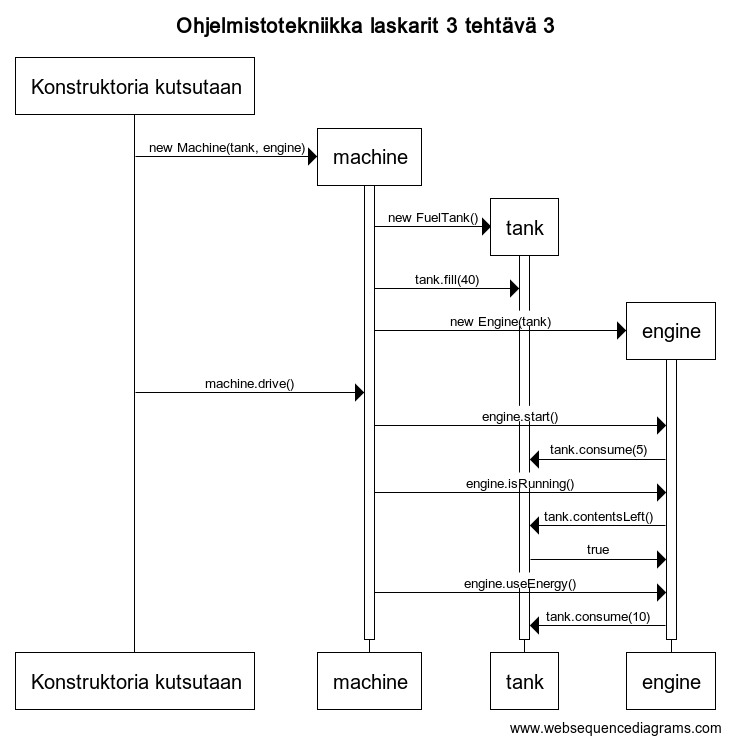 Ohjelmistotekniikka laskarit 3 tehtävä 3
Konstruktoria kutsutaan
new Machine(tank, engine)
machine
new FuelTank()
tank
tank.fill(40)
new Engine(tank)
engine
machine.drive()
engine.start()
tank.consume(5)
engine.isRunning()
tank.contentsLeft()
true
engine.useEnergy()
tank.consume(10)
Konstruktoria kutsutaan
machine
tank
engine
www.websequencediagrams.com